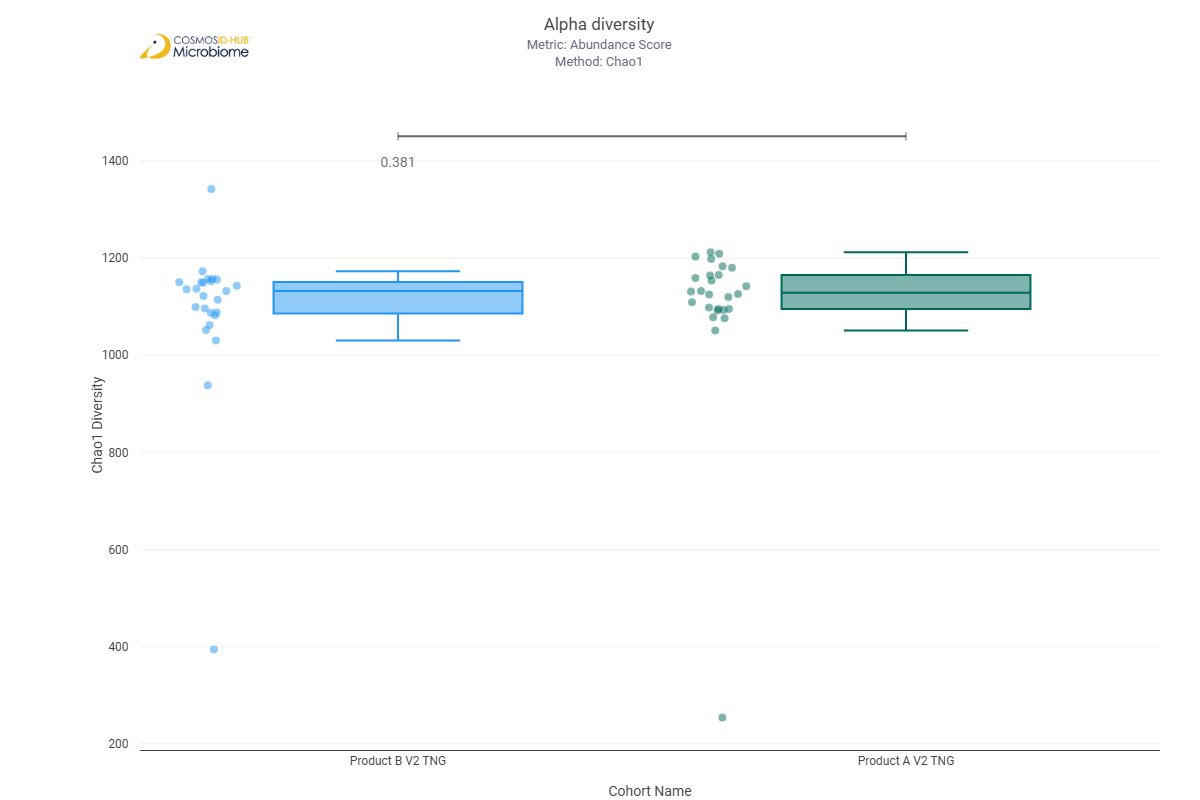 COSMOSID-HUB
Microbiome
Alpha diversity
Metric: Abundance Score
Method: Chao1
0.381
1400
1200
1000
800
600
400
200
Chao1 Diversity
Product B V2 TNG
Product A V2 TNG
Cohort Name